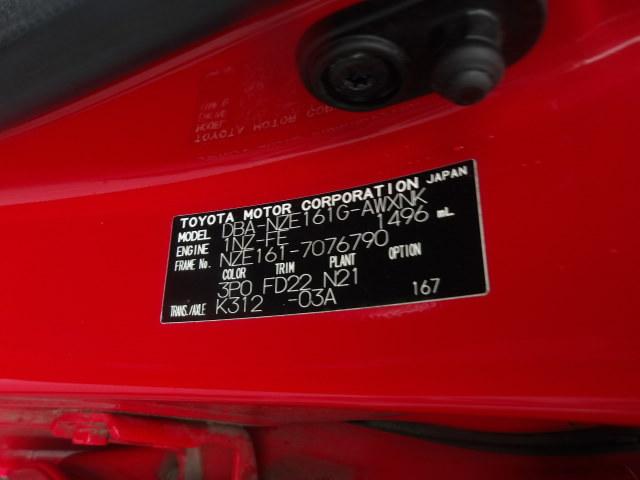 TOYOTA MOTOR CORPORATION JAPAN
MODEL DBA-NZE161G-AWXNK
ENGINE 1NZ-FE 1496 mL
FRAME No. NZE161-7076790
COLOR TRIM PLANT
3P0 FD22 N21
TRANS./AXLE K312 -03A 167